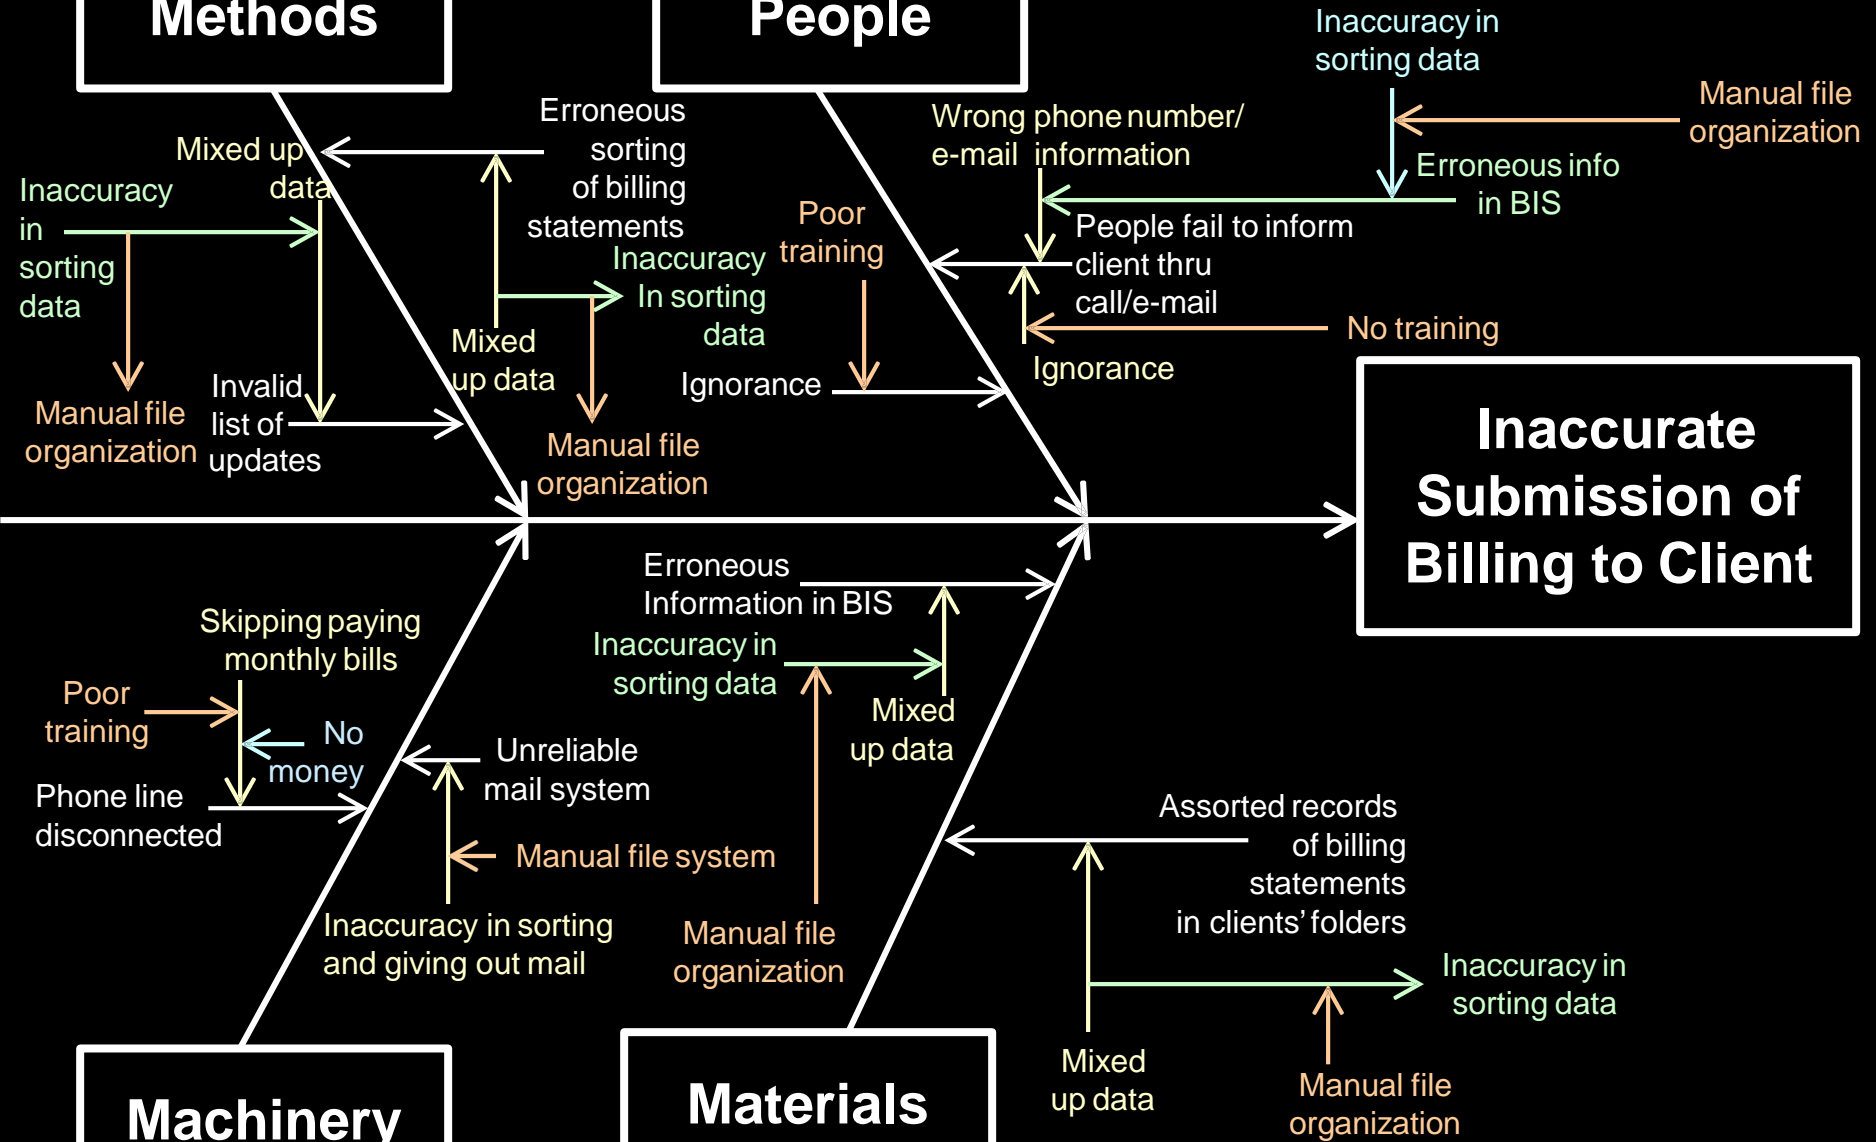 Methods
People
Inaccuracy in
sorting data
Manual file
organization
Erroneous
sorting
of billing
statements
Wrong phone number/
e-mail information
Mixed up
data
Erroneous info
in BIS
Inaccuracy
in
sorting
data
Poor
training
People fail to inform
client thru
call/e-mail
Inaccuracy
In sorting
data
Mixed
up data
No training
Ignorance
Ignorance
Invalid
list of
updates
Manual file
organization
Manual file
organization
Inaccurate
Submission of
Billing to Client
Erroneous
Information in BIS
Skipping paying
monthly bills
Inaccuracy in
sorting data
Poor
training
No
money
Mixed
up data
Unreliable
mail system
Phone line
disconnected
Assorted records
of billing
statements
in clients’ folders
Manual file system
Inaccuracy in sorting
and giving out mail
Manual file
organization
Inaccuracy in
sorting data
Mixed
up data
Manual file
organization
Machinery
Materials